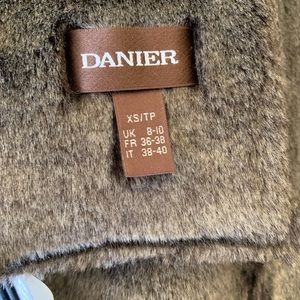 DANIER
XS/TP
UK 8-10
FR 36-38
IT 38-40